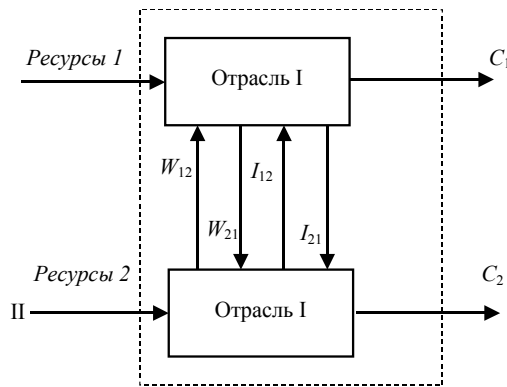 Ресурсы 1
Отрасль I
C1
W12
I12
W21
I21
Ресурсы 2
C2
II
Отрасль I